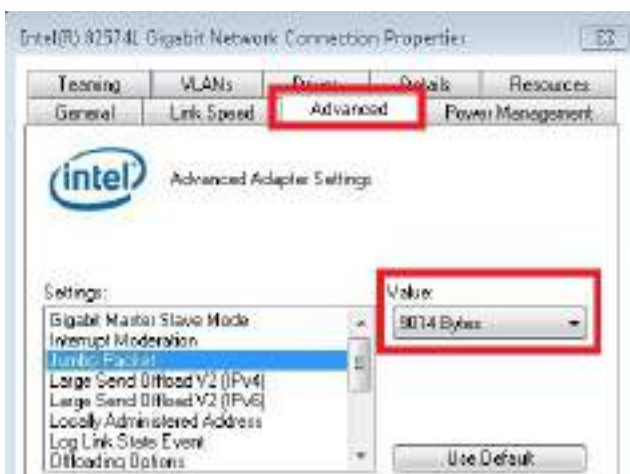 Intel(R) 82574L Gigabit Network Connection Properties
Teaming VLANs Driver Details Resources
General Link Speed Advanced Power Management
intel
Advanced Adapter Settings
Settings:
Value:
Gigabit Master Slave Mode
9014 Bytes
Interrupt Moderation
Jumbo Packet
Large Send Offload V2 (IPv4)
Large Send Offload V2 (IPv6)
Locally Administered Address
Log Link State Event
Offloading Options
Use Default